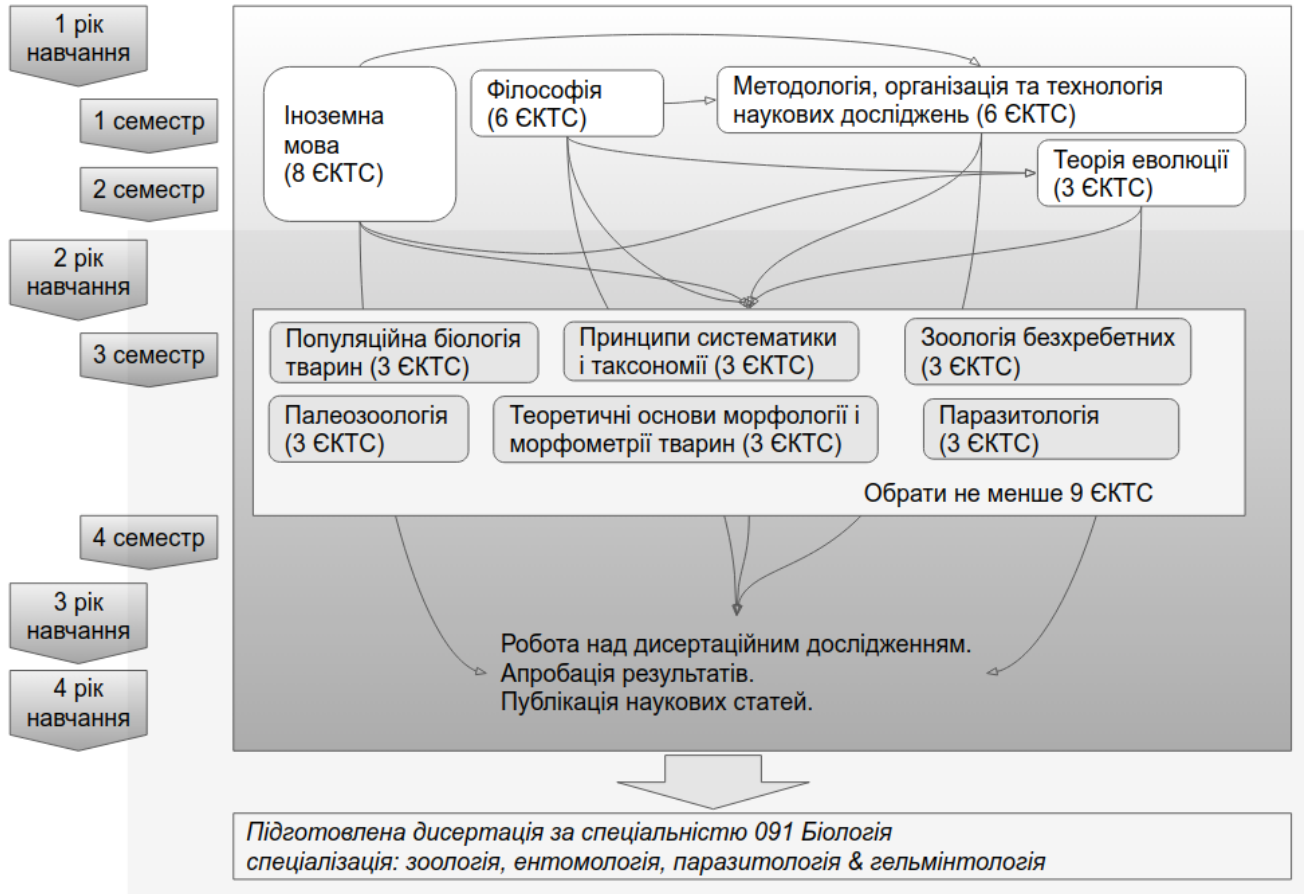 1 рік
навчання
1 семестр
2 семестр
2 рік
навчання
3 семестр
4 семестр
3 рік
навчання
4 рік
навчання
Іноземна
мова
(8 ЄКТС)
Філософія
(6 ЄКТС)
Методологія, організація та технологія
наукових досліджень (6 ЄКТС)
Теорія еволюції
(3 ЄКТС)
Популяційна біологія
тварин (3 ЄКТС)
Принципи систематики
і таксономії (3 ЄКТС)
Зоологія безхребетних
(3 ЄКТС)
Палеозоологія
(3 ЄКТС)
Теоретичні основи морфології і
морфометрії тварин (3 ЄКТС)
Паразитологія
(3 ЄКТС)
Обрати не менше 9 ЄКТС
Робота над дисертаційним дослідженням.
Апробація результатів.
Публікація наукових статей.
Підготовлена дисертація за спеціальністю 091 Біологія
спеціалізація: зоологія, ентомологія, паразитологія & гельмінтологія